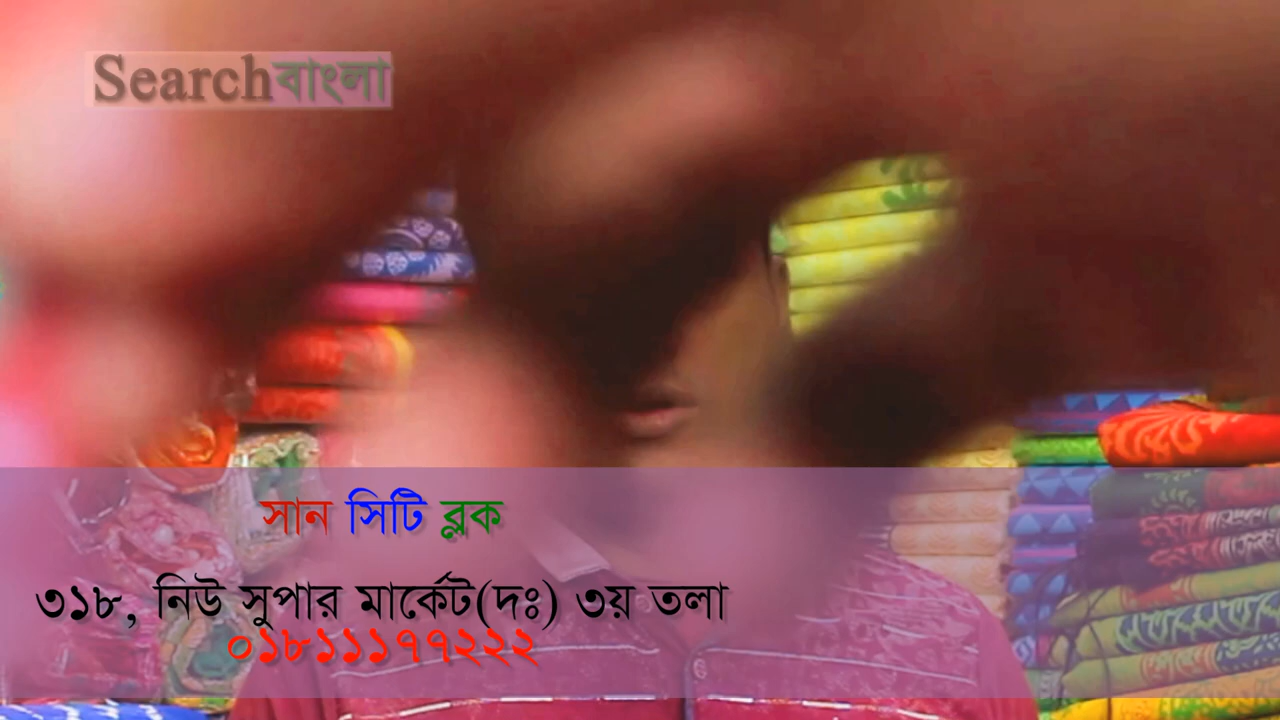 Searchবাংলা
সান সিটি ব্লক
৩১৮, নিউ সুপার মার্কেট(দঃ) ৩য় তলা
০১৮১১১৭৭২২২